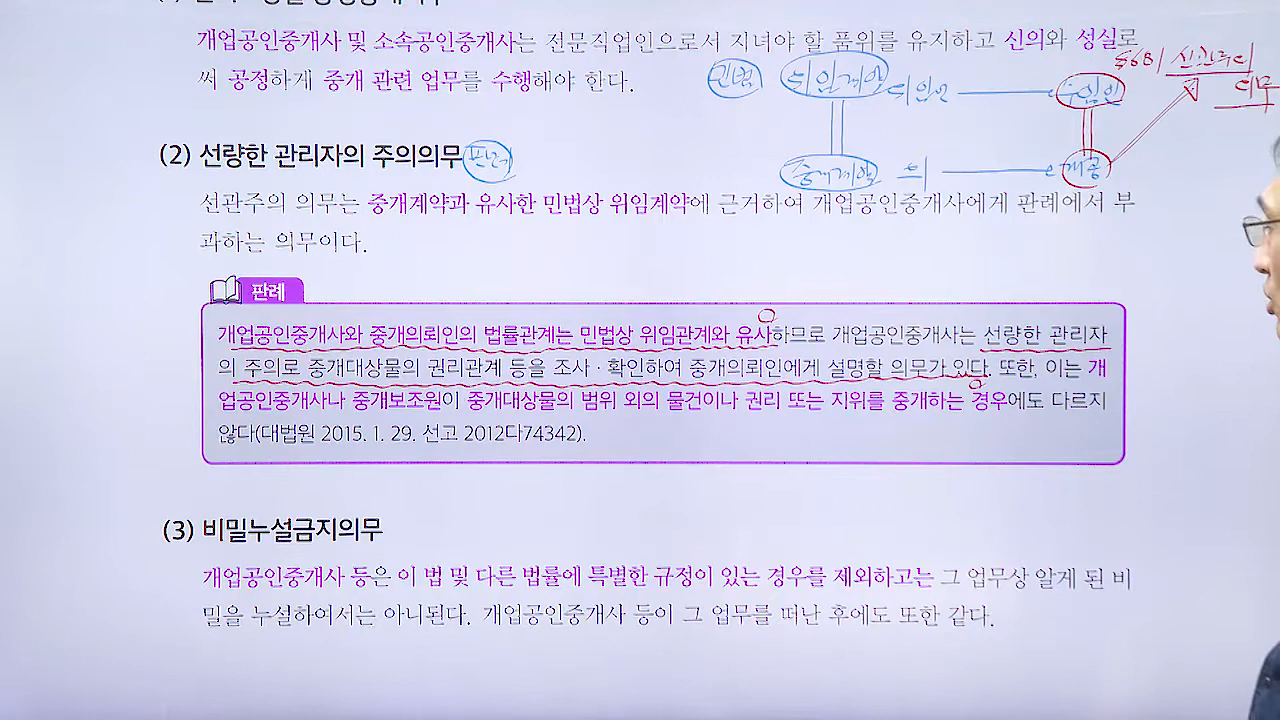 개업공인중개사 및 소속공인중개사는 전문직업인으로서 지녀야 할 품위를 유지하고 신의와 성실로
써 공정하게 중개 관련 업무를 수행해야 한다.
민법 위임계약 위임인 수임인
§681 선관주의
의무
(2) 선량한 관리자의 주의의무 판례
중개계약 의 개공
선관주의 의무는 중개계약과 유사한 민법상 위임계약에 근거하여 개업공인중개사에게 판례에서 부
과하는 의무이다.
판례
개업공인중개사와 중개의뢰인의 법률관계는 민법상 위임관계와 유사하므로 개업공인중개사는 선량한 관리자
의 주의로 중개대상물의 권리관계 등을 조사·확인하여 중개의뢰인에게 설명할 의무가 있다. 또한, 이는 개
업공인중개사나 중개보조원이 중개대상물의 범위 외의 물건이나 권리 또는 지위를 중개하는 경우에도 다르지
않다(대법원 2015. 1. 29. 선고 2012다74342).
(3) 비밀누설금지의무
개업공인중개사 등은 이 법 및 다른 법률에 특별한 규정이 있는 경우를 제외하고는 그 업무상 알게 된 비
밀을 누설하여서는 아니된다. 개업공인중개사 등이 그 업무를 떠난 후에도 또한 같다.